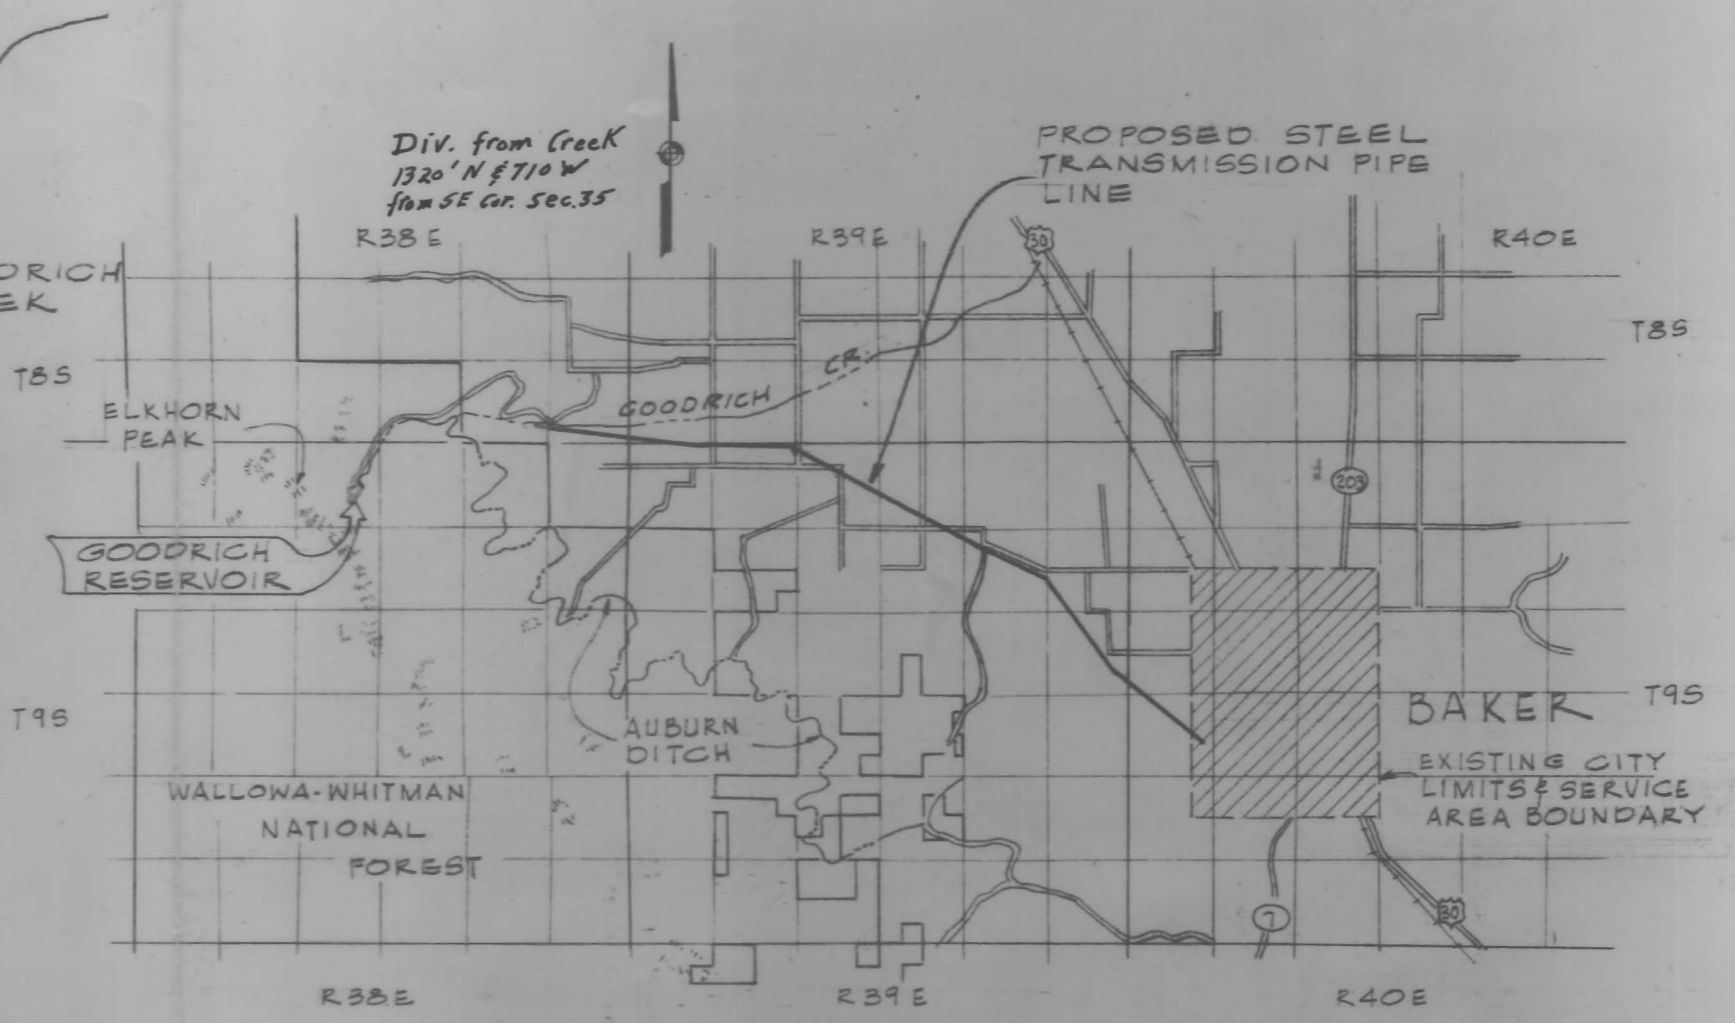 Div. from Creek
1320' N & 710 W
from SE Cor. Sec. 35
PROPOSED STEEL
TRANSMISSION PIPE
LINE
R38E
R39E
R40E
30
DRICH
EK
T8S
T8S
CR.
GOODRICH
ELKHORN
PEAK
203
GOODRICH
RESERVOIR
T9S
T9S
BAKER
AUBURN
DITCH
EXISTING CITY
LIMITS & SERVICE
AREA BOUNDARY
WALLOWA-WHITMAN
NATIONAL
FOREST
7
30
R38E
R39E
R40E